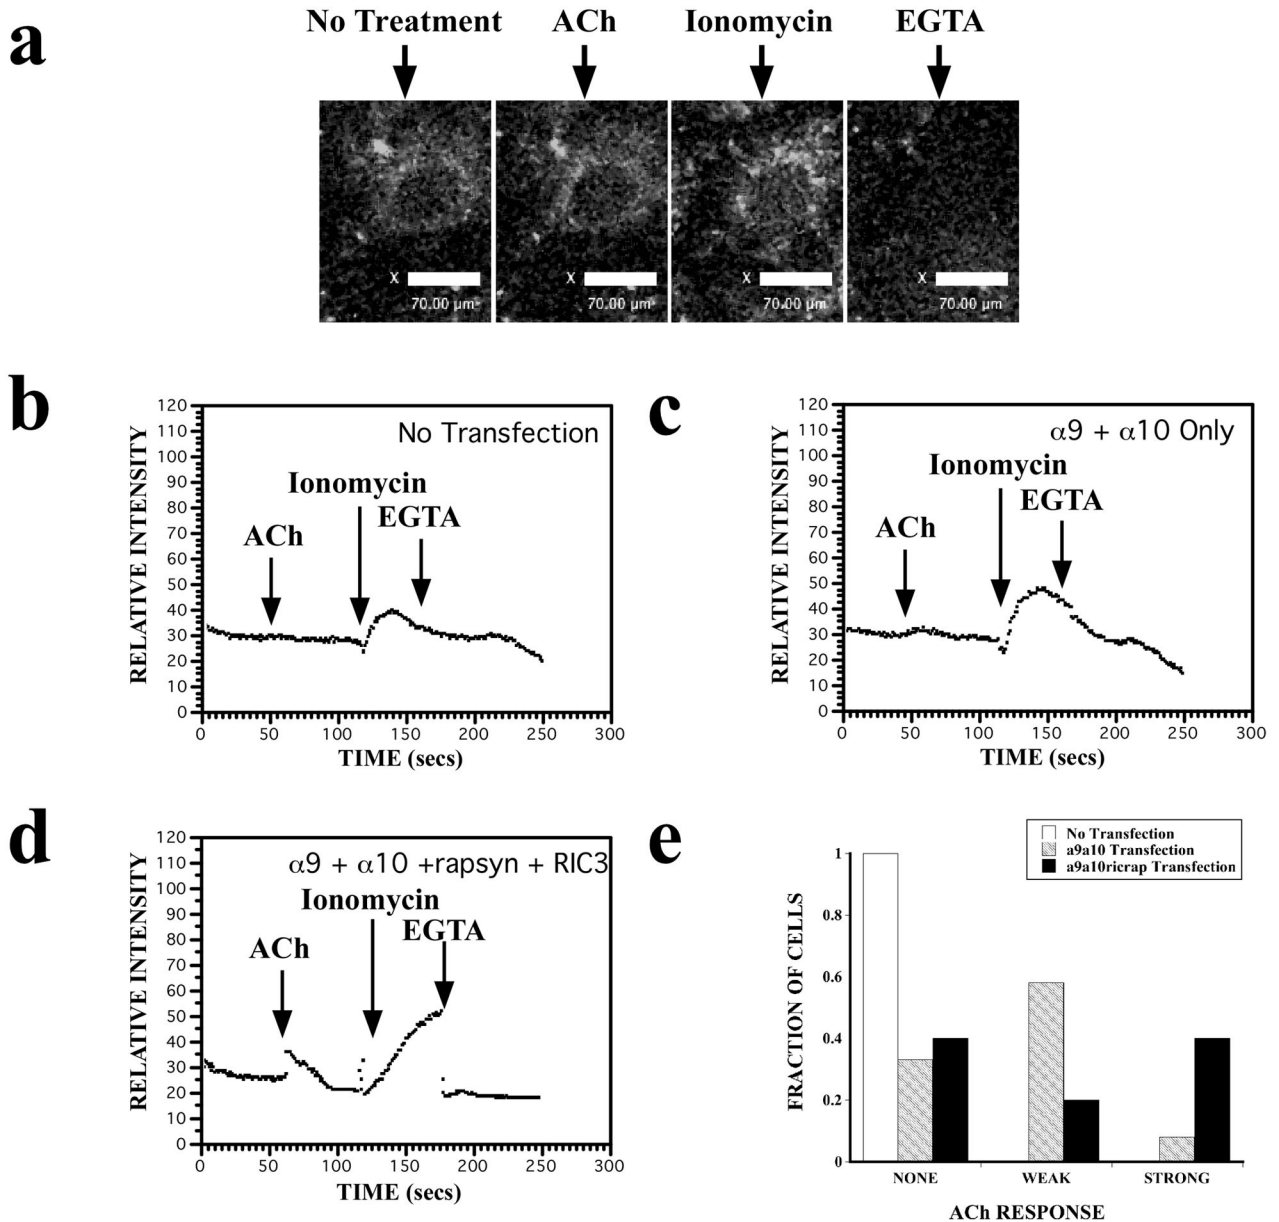 a
No Treatment ACh Ionomycin EGTA
X X X X
70.00 µm 70.00 µm 70.00 µm 70.00 µm
b
120
110
100
90
80
70
60
50
40
30
20
10
0
RELATIVE INTENSITY
No Transfection
Ionomycin
EGTA
ACh
0 50 100 150 200 250 300
TIME (secs)
c
120
110
100
90
80
70
60
50
40
30
20
10
0
RELATIVE INTENSITY
α9 + α10 Only
Ionomycin
EGTA
ACh
0 50 100 150 200 250 300
TIME (secs)
d
120
110
100
90
80
70
60
50
40
30
20
10
0
RELATIVE INTENSITY
α9 + α10 +rapsyn + RIC3
Ionomycin
EGTA
ACh
0 50 100 150 200 250 300
TIME (secs)
e
No Transfection
a9a10 Transfection
a9a10ricrap Transfection
1
0.8
0.6
0.4
0.2
0
FRACTION OF CELLS
NONE WEAK STRONG
ACh RESPONSE